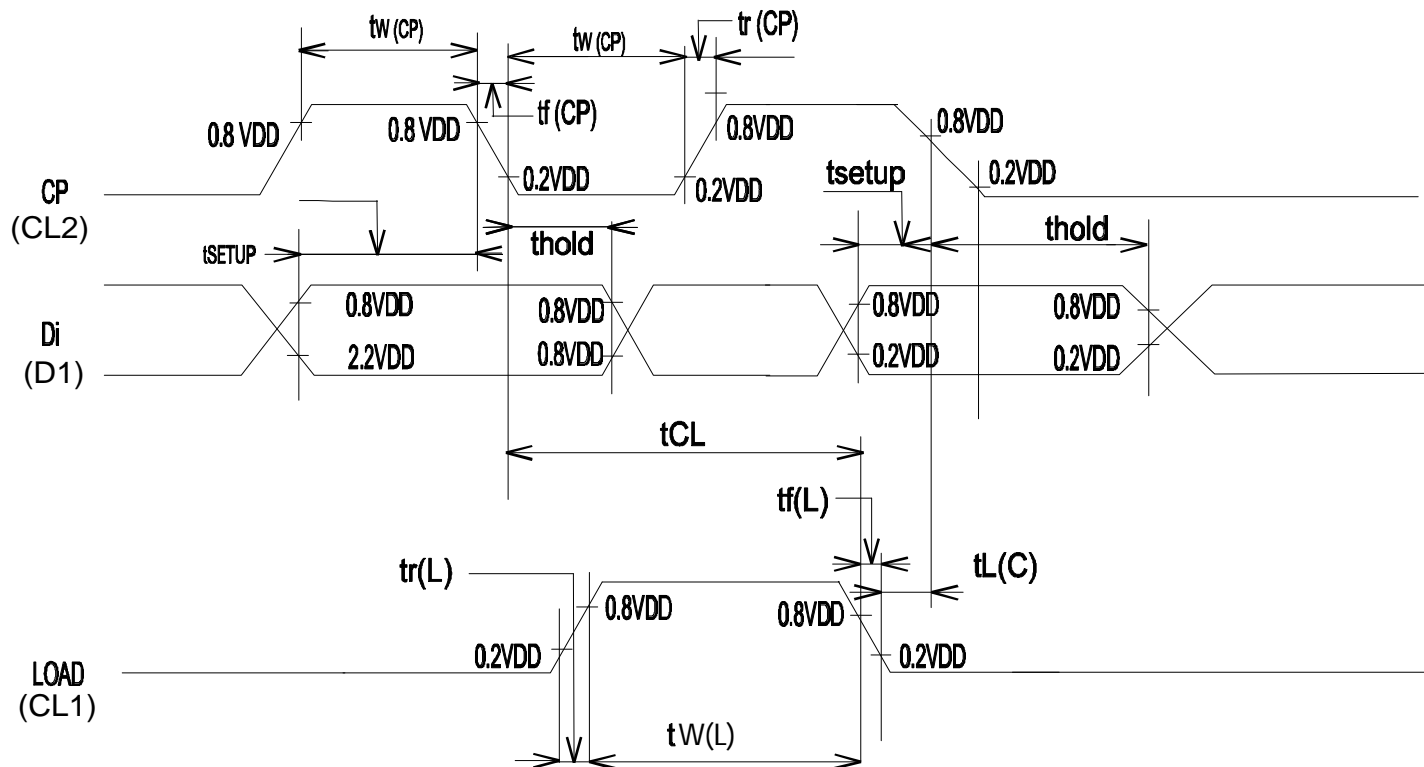 tW (CP)
tW (CP)
tr (CP)
tf (CP)
0.8 VDD
0.8 VDD
0.8VDD
0.8VDD
0.2VDD
0.2VDD
0.2VDD
CP
(CL2)
tsetup
tSETUP
thold
thold
0.8VDD
0.8VDD
0.8VDD
0.8VDD
Di
(D1)
2.2VDD
0.8VDD
0.2VDD
0.2VDD
tCL
tf(L)
tr(L)
tL(C)
0.8VDD
0.8VDD
0.2VDD
0.2VDD
LOAD
(CL1)
tW(L)